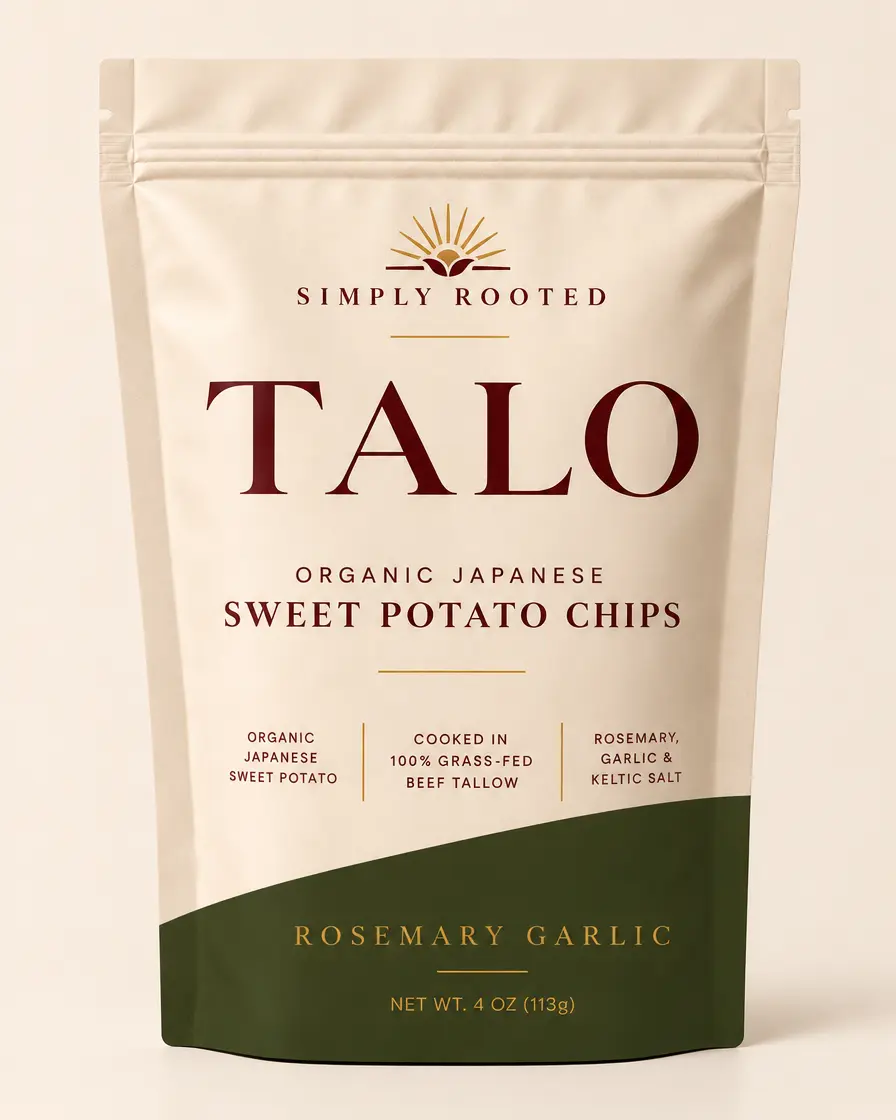 SIMPLY ROOTED
TALO
ORGANIC JAPANESE
SWEET POTATO CHIPS
ORGANIC
JAPANESE
SWEET POTATO
COOKED IN
100% GRASS-FED
BEEF TALLOW
ROSEMARY,
GARLIC &
KELTIC SALT
ROSEMARY GARLIC
NET WT. 4 OZ (113g)